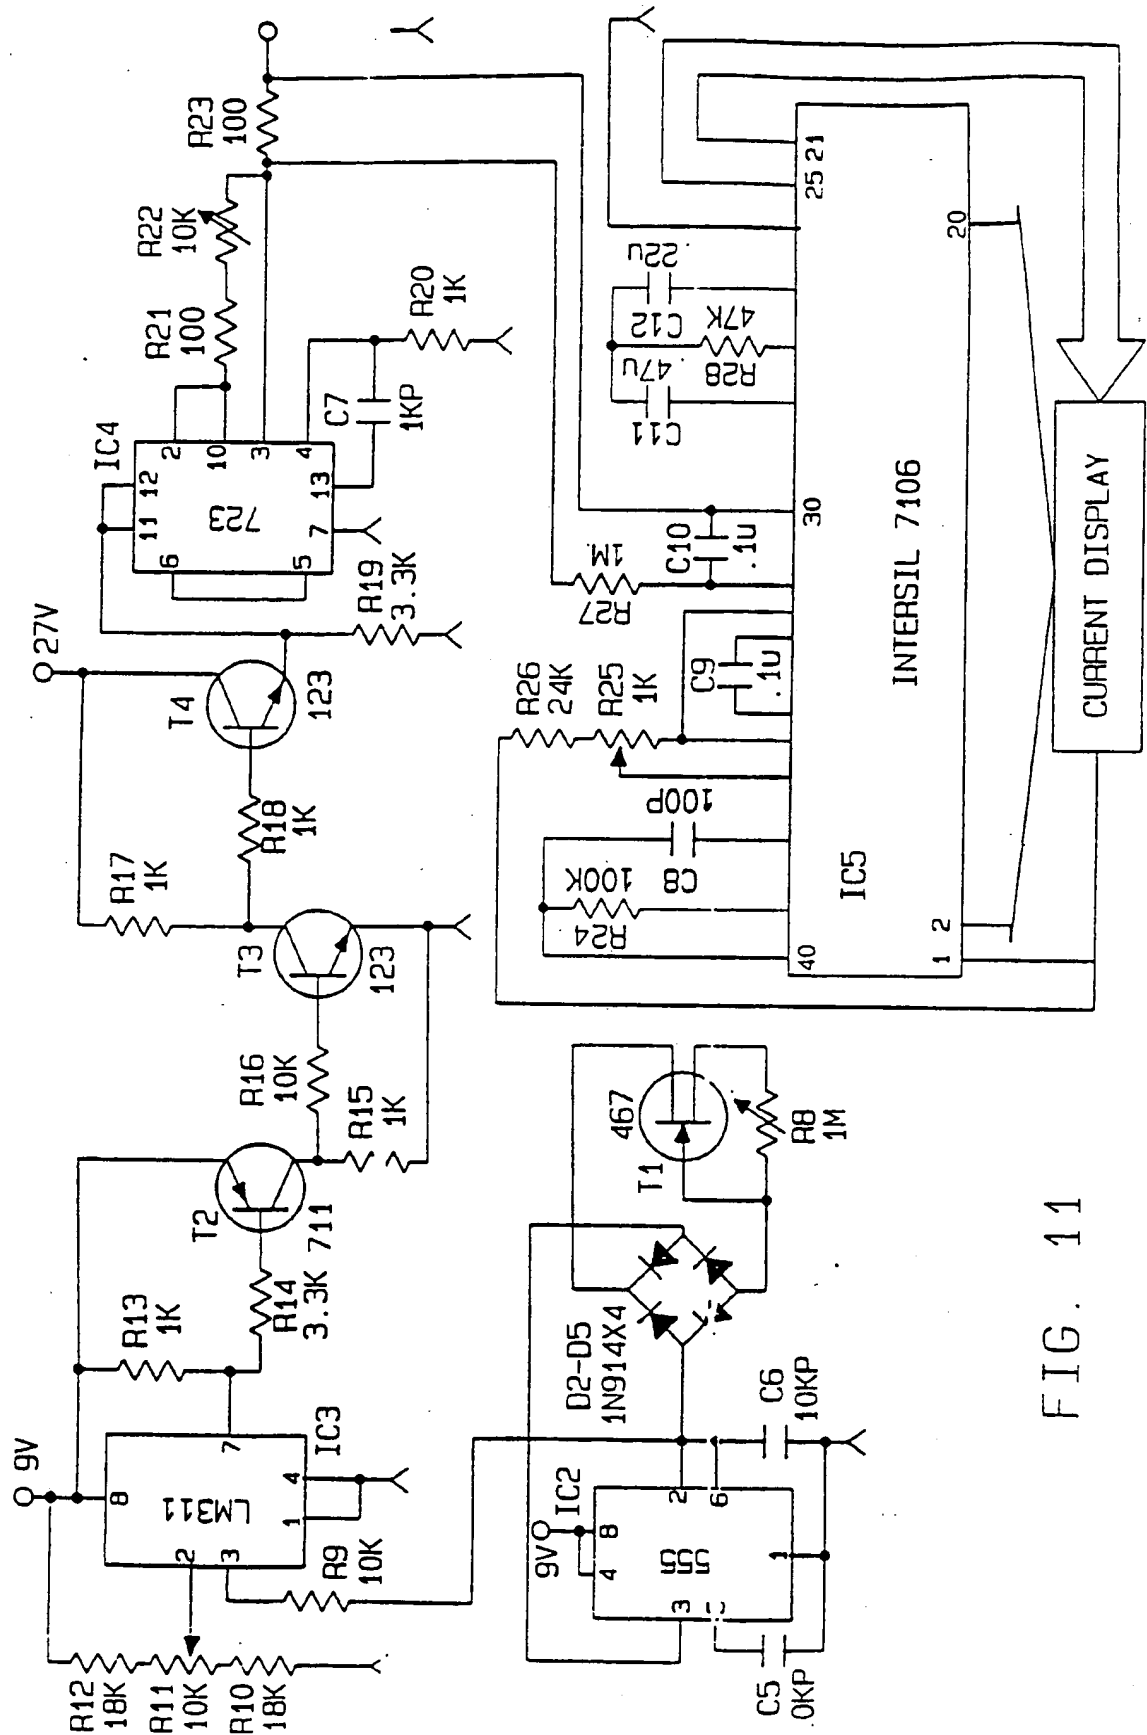 9V
R12
18K
R11
10K
R10
18K
8
2
3
LM311
7
1
4
IC3
R9
10K
R13
1K
R14
3.3K
T2
711
R16
10K
R15
1K
T3
123
R17
1K
R18
1K
T4
123
27V
R19
3.3K
IC4
11
12
6
5
723
2
10
3
4
7
13
C7
1KP
R20
1K
R21
100
R22
10K
R23
100
9V
IC2
4
8
555
3
2
6
1
C5
0KP
C6
10KP
D2-D5
1N914X4
T1
467
R8
1M
R24
100K
C8
100P
R26
24K
R25
1K
C9
.1U
R27
1M
C10
.1U
C11
.47U
R28
47K
C12
.22U
40
30
25
21
IC5
INTERSIL 7106
1
2
20
CURRENT DISPLAY
FIG. 11